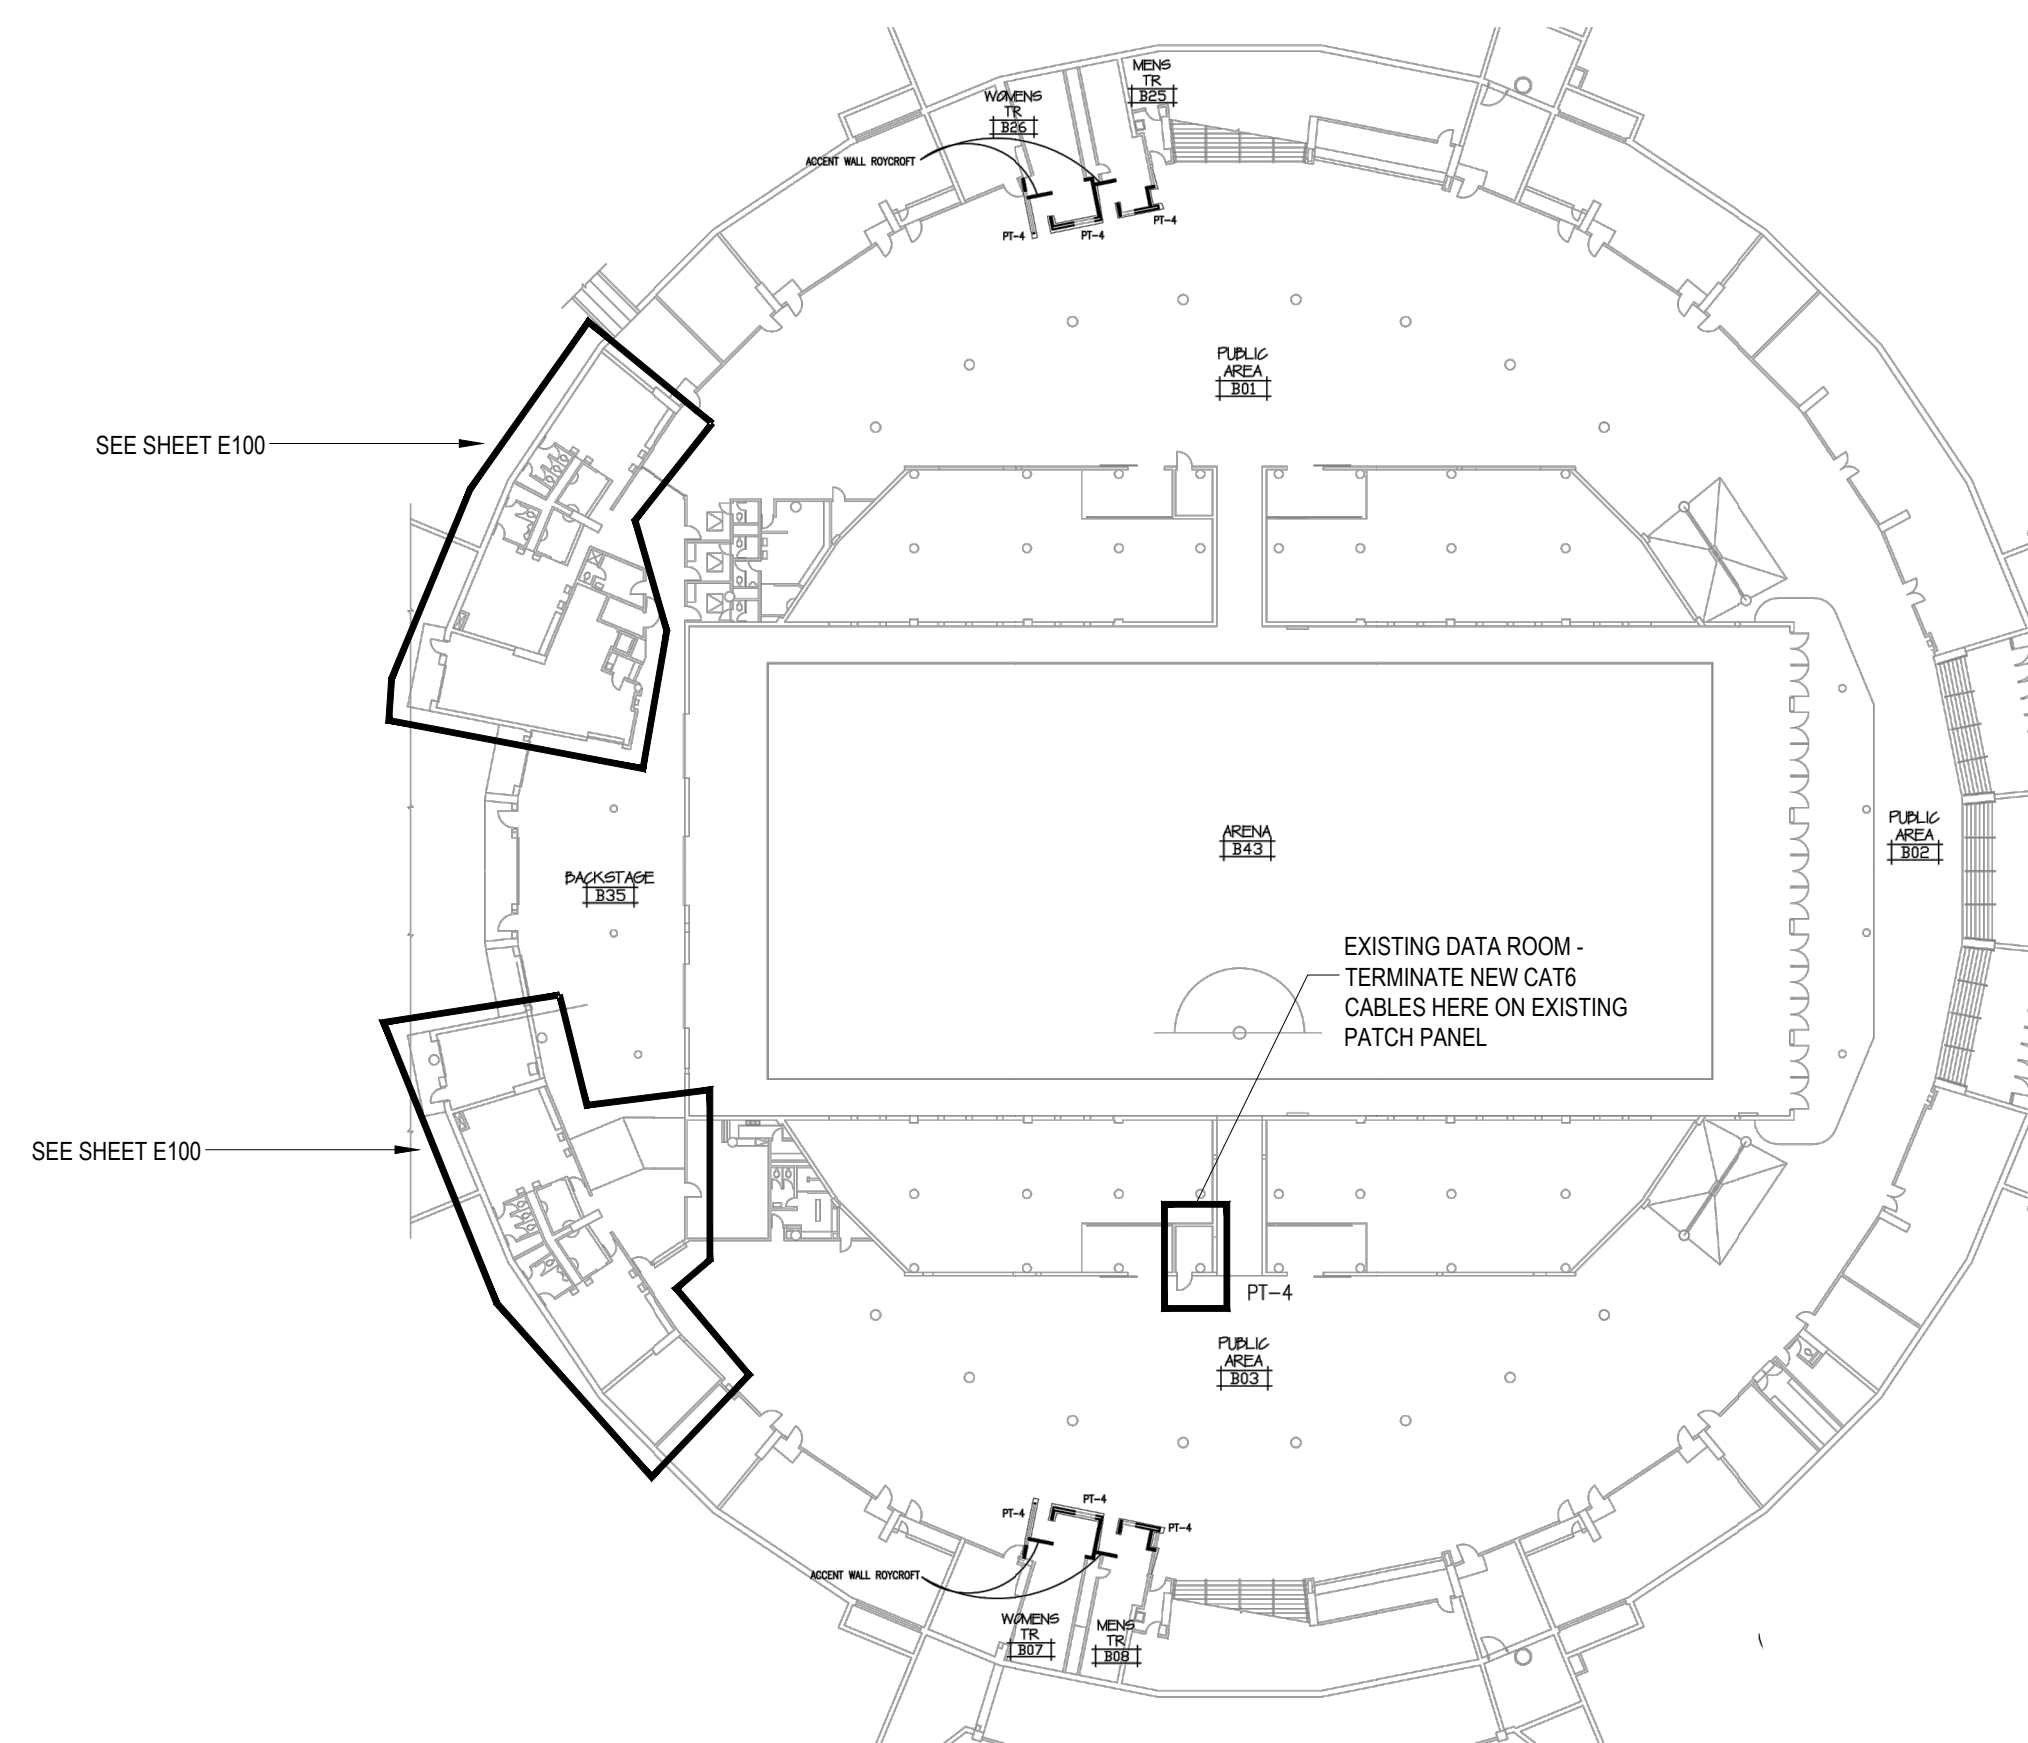 MENS
TR
B25
WOMENS
TR
B26
ACCENT WALL ROYCROFT
PT-4
PT-4
PT-4
PUBLIC
AREA
B01
SEE SHEET E100
ARENA
B43
PUBLIC
AREA
B02
BACKSTAGE
B35
EXISTING DATA ROOM -
TERMINATE NEW CAT6
CABLES HERE ON EXISTING
PATCH PANEL
SEE SHEET E100
PT-4
PUBLIC
AREA
B03
PT-4
PT-4
PT-4
ACCENT WALL ROYCROFT
WOMENS
TR
B07
MENS
TR
B08